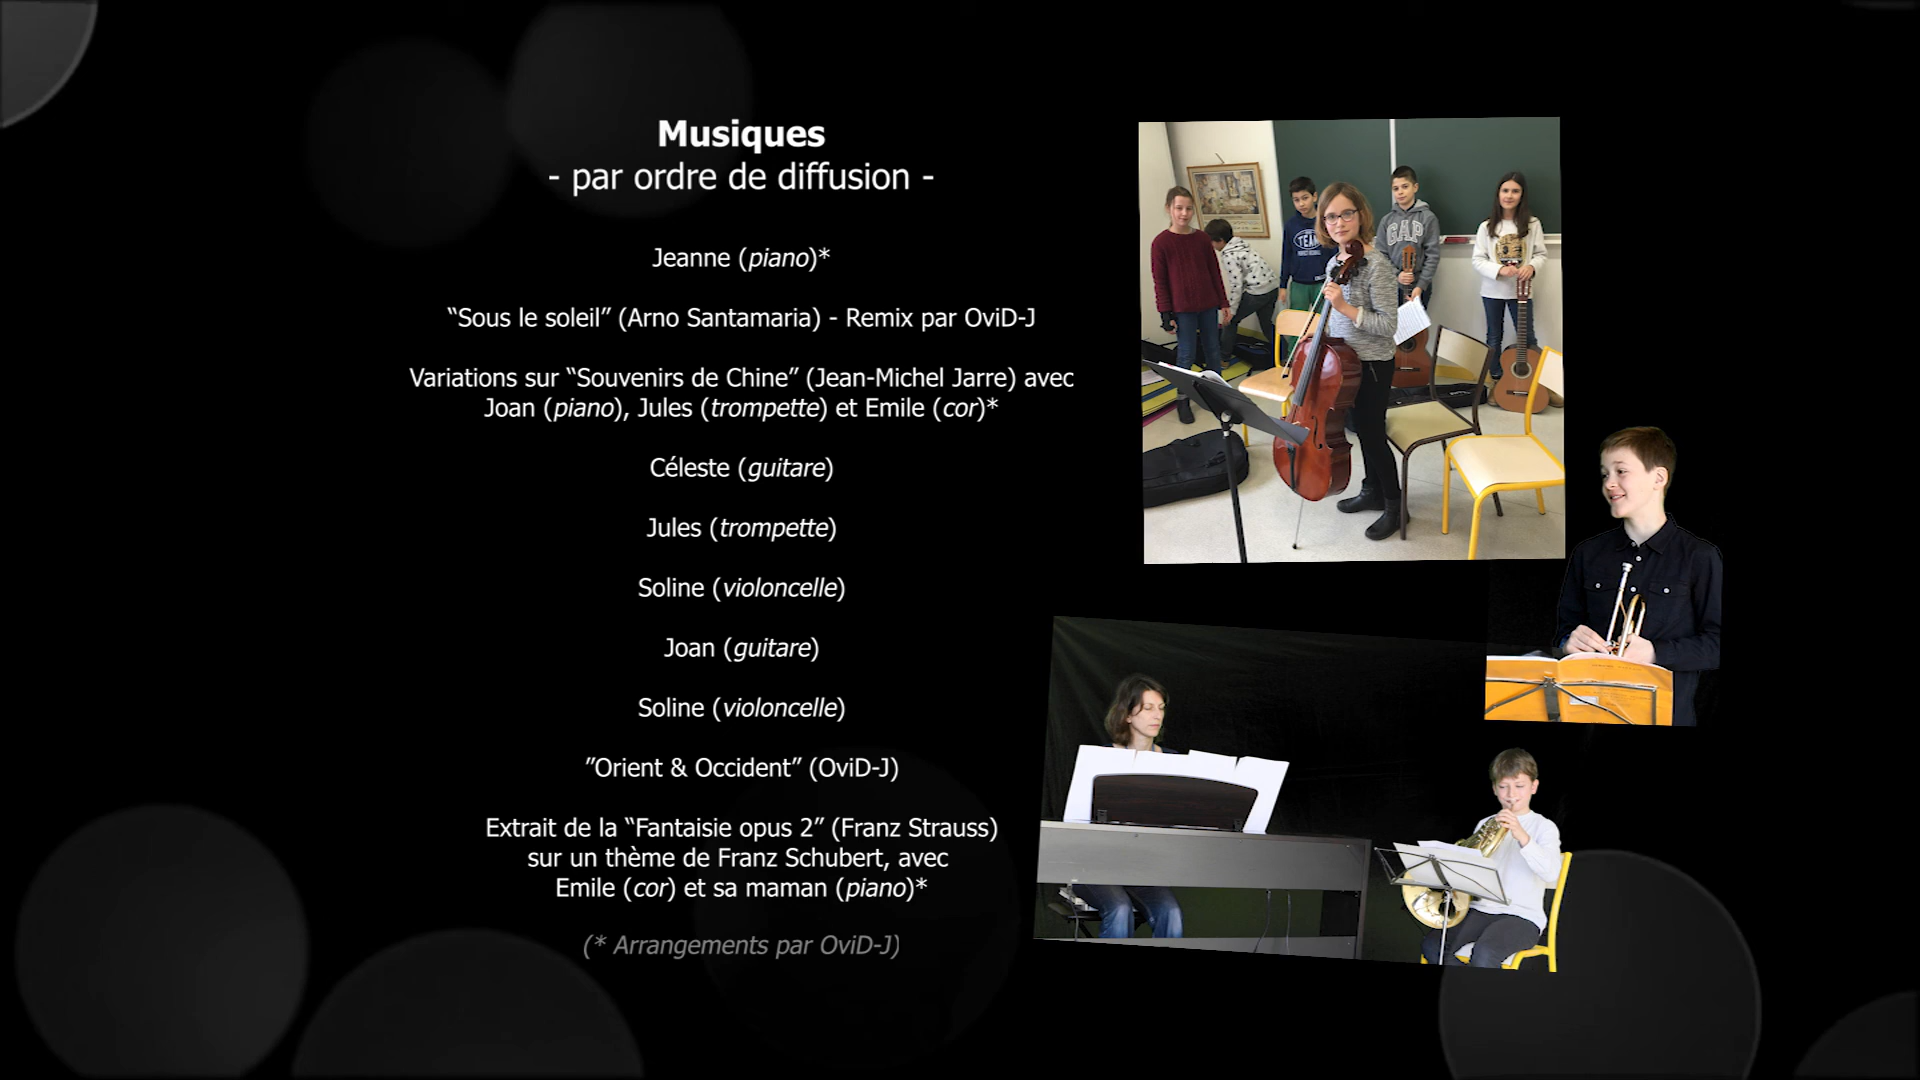 Musiques
- par ordre de diffusion -
Jeanne (piano)*
“Sous le soleil” (Arno Santamaria) - Remix par OviD-J
Variations sur “Souvenirs de Chine” (Jean-Michel Jarre) avec
Joan (piano), Jules (trompette) et Emile (cor)*
Céleste (guitare)
Jules (trompette)
Soline (violoncelle)
Joan (guitare)
Soline (violoncelle)
”Orient & Occident” (OviD-J)
Extrait de la “Fantaisie opus 2” (Franz Strauss)
sur un thème de Franz Schubert, avec
Emile (cor) et sa maman (piano)*
(* Arrangements par OviD-J)
GAP